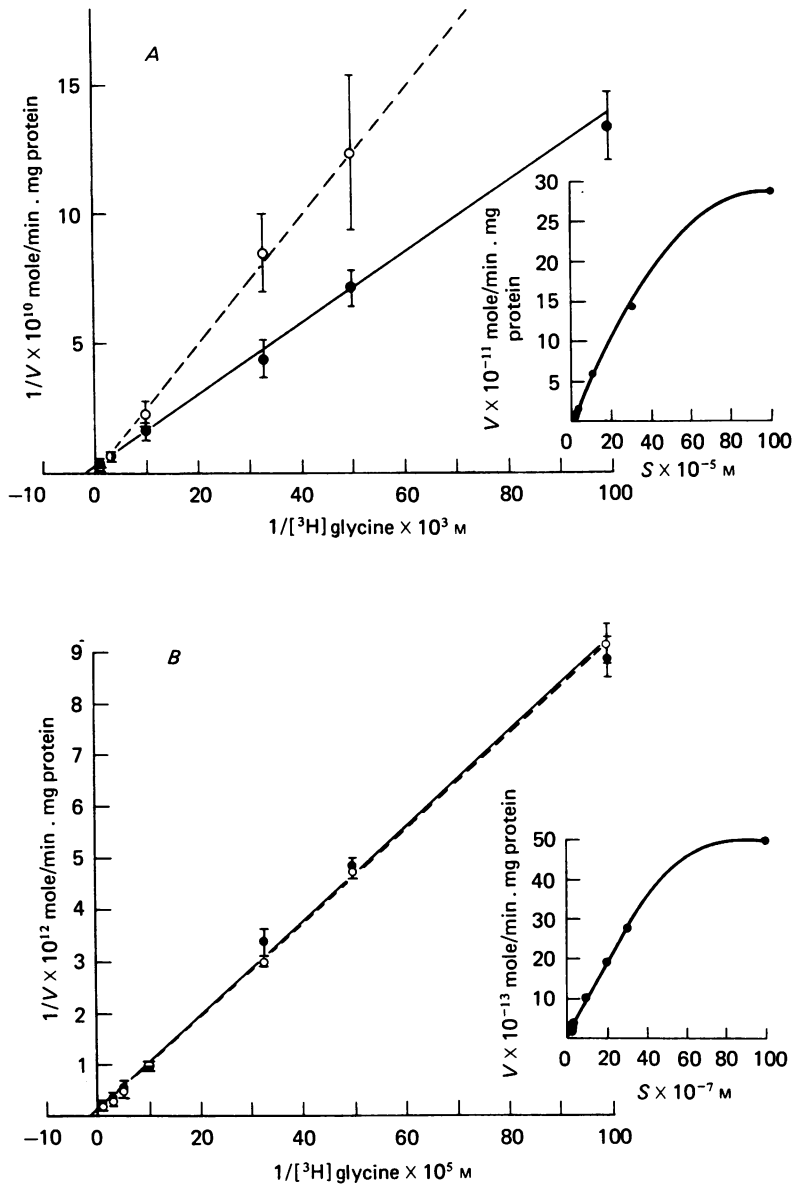 A
15
10
5
1/V × 10¹⁰ mole/min . mg protein
−10 0 20 40 60 80 100
1/[³H] glycine × 10³ M
30
25
20
15
10
5
V × 10⁻¹¹ mole/min . mg
protein
0 20 40 60 80 100
S × 10⁻⁵ M
B
9
8
7
6
5
4
3
2
1
1/V × 10¹² mole/min . mg protein
−10 0 20 40 60 80 100
1/[³H] glycine × 10⁵ M
50
40
30
20
10
V × 10⁻¹³ mole/min . mg protein
0 20 40 60 80 100
S × 10⁻⁷ M